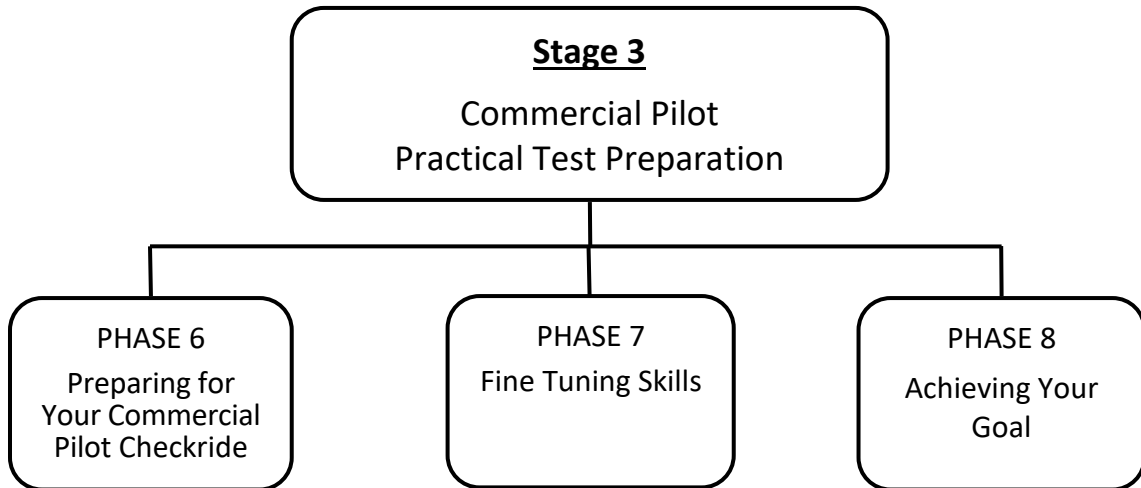 Stage 3
Commercial Pilot
Practical Test Preparation
PHASE 6
Preparing for
Your Commercial
Pilot Checkride
PHASE 7
Fine Tuning Skills
PHASE 8
Achieving Your
Goal